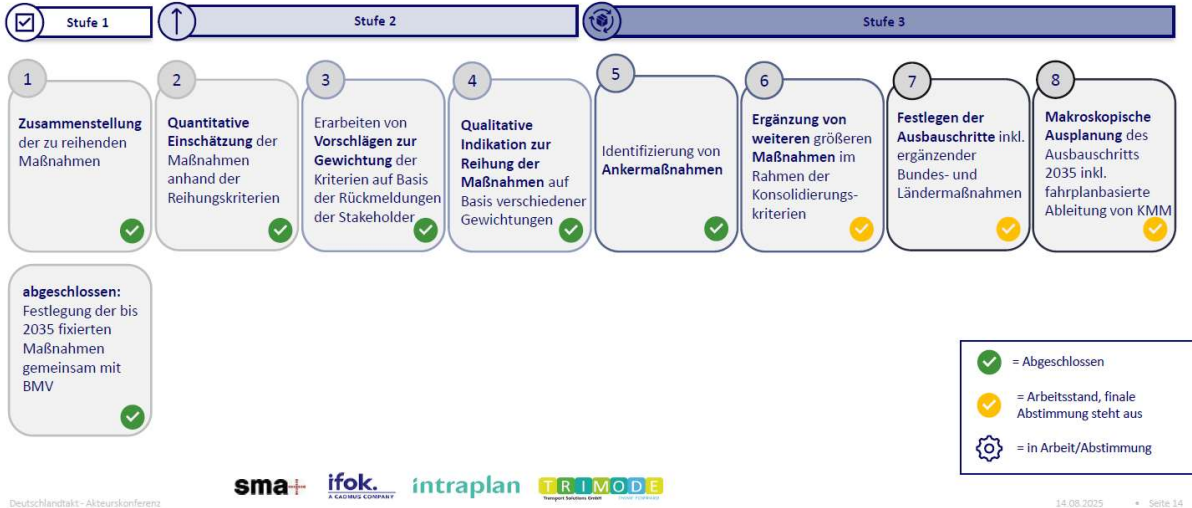 Stufe 1
Stufe 2
Stufe 3
1
Zusammenstellung
der zu reihenden
Maßnahmen
2
Quantitative
Einschätzung der
Maßnahmen
anhand der
Reihungskriterien
3
Erarbeiten von
Vorschlägen zur
Gewichtung der
Kriterien auf Basis
der Rückmeldungen
der Stakeholder
4
Qualitative
Indikation zur
Reihung der
Maßnahmen auf
Basis verschiedener
Gewichtungen
5
Identifizierung von
Ankermaßnahmen
6
Ergänzung von
weiteren größeren
Maßnahmen im
Rahmen der
Konsolidierungs-
kriterien
7
Festlegen der
Ausbauschritte inkl.
ergänzender
Bundes- und
Ländermaßnahmen
8
Makroskopische
Ausplanung des
Ausbauschritts
2035 inkl.
fahrplanbasierte
Ableitung von KMM
abgeschlossen:
Festlegung der bis
2035 fixierten
Maßnahmen
gemeinsam mit
BMV
= Abgeschlossen
= Arbeitsstand, finale
Abstimmung steht aus
= in Arbeit/Abstimmung
sma+
ifok.
A CADMUS COMPANY
intraplan
TRIMODE
Transport Solutions GmbH
Deutschlandtakt - Akteurskonferenz
14.08.2025 • Seite 14